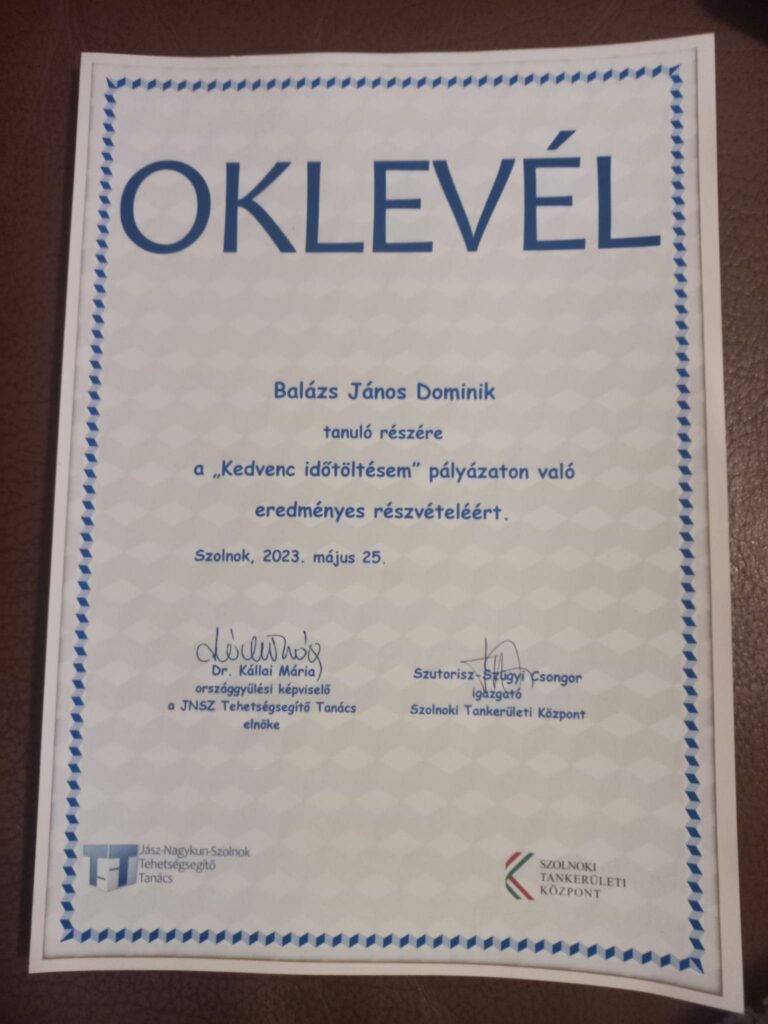 OKLEVÉL
Balázs János Dominik
tanuló részére
a „Kedvenc időtöltésem” pályázaton való
eredményes részvételéért.
Szolnok, 2023. május 25.
Dr. Kállai Mária
országgyűlési képviselő
a JNSZ Tehetségsegítő Tanács
elnöke
Szutorisz-Szügyi Csongor
igazgató
Szolnoki Tankerületi Központ
TT
Jász-Nagykun-Szolnok
Tehetségsegítő
Tanács
SZOLNOKI
TANKERÜLETI
KÖZPONT